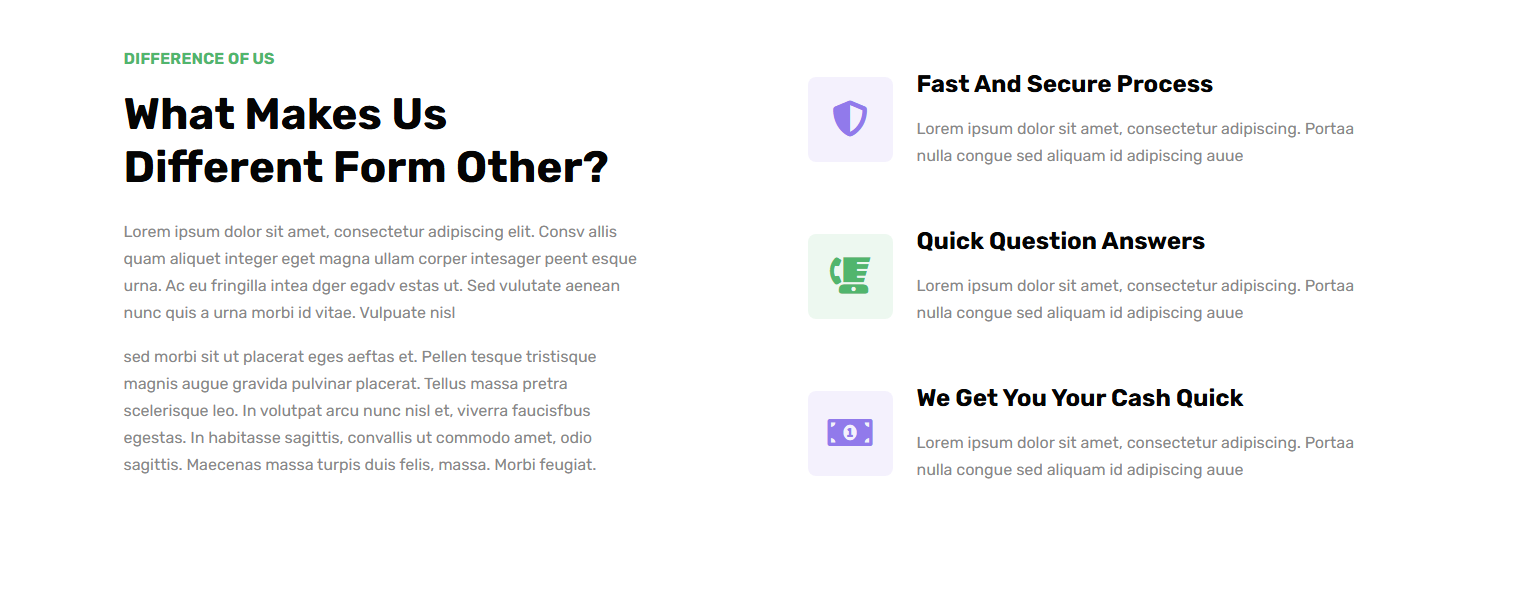 DIFFERENCE OF US
What Makes Us
Different Form Other?
Lorem ipsum dolor sit amet, consectetur adipiscing elit. Consv allis
quam aliquet integer eget magna ullam corper intesager peent esque
urna. Ac eu fringilla intea dger egadv estas ut. Sed vulutate aenean
nunc quis a urna morbi id vitae. Vulpuate nisl
sed morbi sit ut placerat eges aeftas et. Pellen tesque tristisque
magnis augue gravida pulvinar placerat. Tellus massa pretra
scelerisque leo. In volutpat arcu nunc nisl et, viverra faucisfbus
egestas. In habitasse sagittis, convallis ut commodo amet, odio
sagittis. Maecenas massa turpis duis felis, massa. Morbi feugiat.
Fast And Secure Process
Lorem ipsum dolor sit amet, consectetur adipiscing. Portaa
nulla congue sed aliquam id adipiscing auue
Quick Question Answers
Lorem ipsum dolor sit amet, consectetur adipiscing. Portaa
nulla congue sed aliquam id adipiscing auue
1
We Get You Your Cash Quick
Lorem ipsum dolor sit amet, consectetur adipiscing. Portaa
nulla congue sed aliquam id adipiscing auue